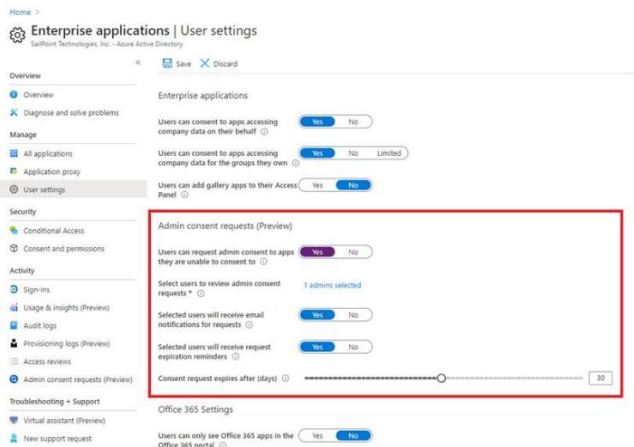 Home >
Enterprise applications | User settings
SailPoint Technologies, Inc. - Azure Active Directory
«
Save Discard
Overview
Overview
Diagnose and solve problems
Manage
All applications
Application proxy
User settings
Security
Conditional Access
Consent and permissions
Activity
Sign-ins
Usage & insights (Preview)
Audit logs
Provisioning logs (Preview)
Access reviews
Admin consent requests (Preview)
Troubleshooting + Support
Virtual assistant (Preview)
New support request
Enterprise applications
Users can consent to apps accessing
company data on their behalf
Yes No
Users can consent to apps accessing
company data for the groups they own
Yes No Limited
Users can add gallery apps to their Access
Panel
Yes No
Admin consent requests (Preview)
Users can request admin consent to apps
they are unable to consent to
Yes No
Select users to review admin consent
requests *
1 admins selected
Selected users will receive email
notifications for requests
Yes No
Selected users will receive request
expiration reminders
Yes No
Consent request expires after (days)
30
Office 365 Settings
Users can only see Office 365 apps in the
Office 365 portal
Yes No